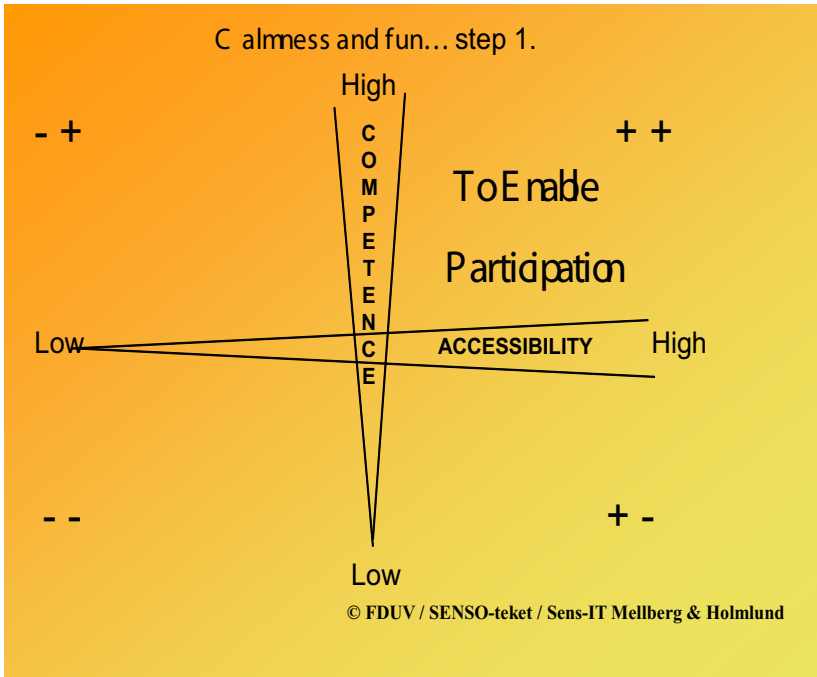 Calmness and fun... step 1.
High
- +
+ +
COMPETENCE
To Enable
Participation
Low
ACCESSIBILITY
High
- -
+ -
Low
© FDUV / SENSO-teket / Sens-IT Mellberg & Holmlund